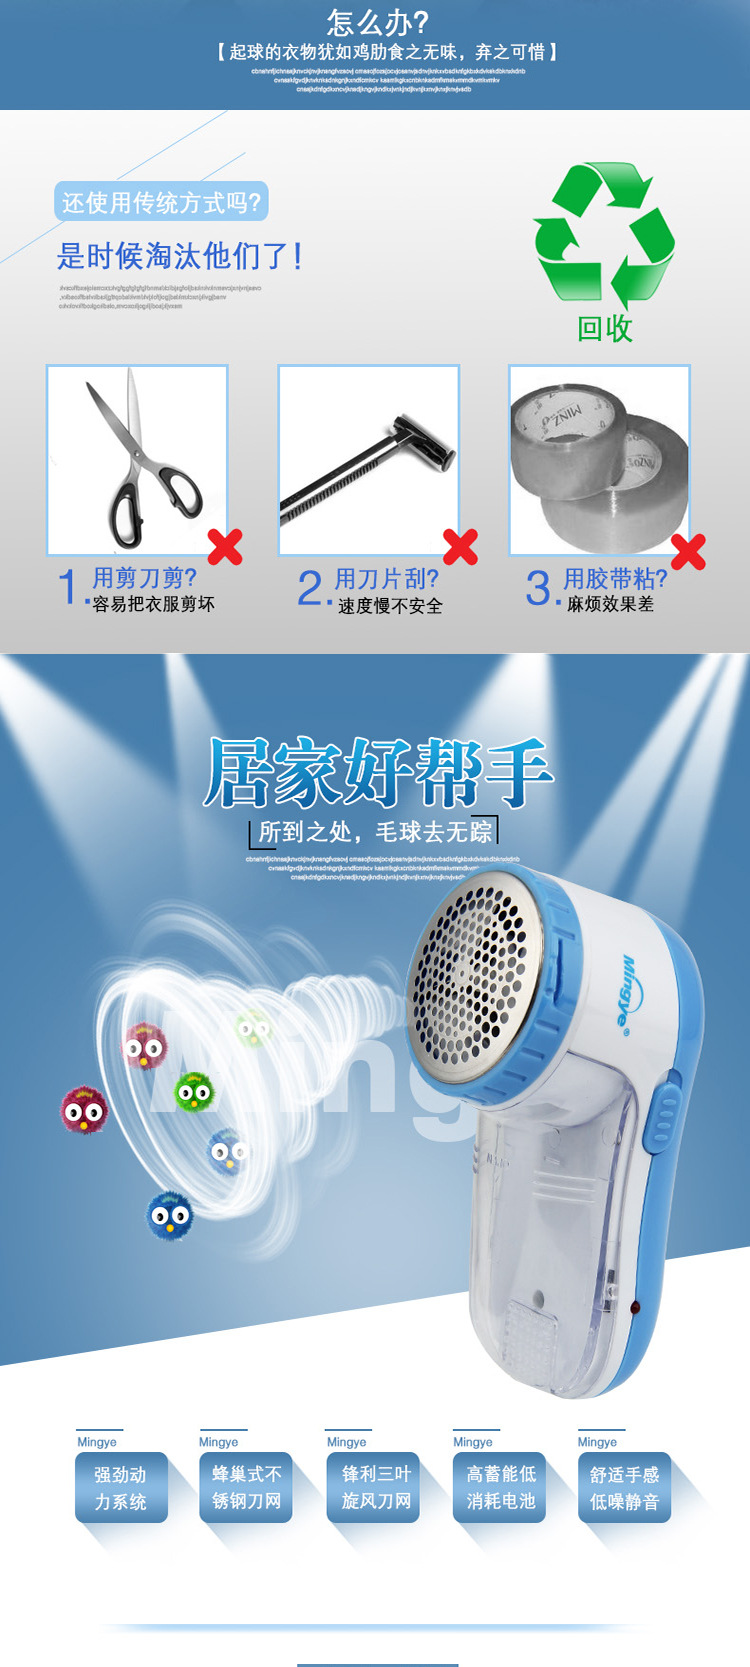 怎么办?
【 起球的衣物犹如鸡肋食之无味，弃之可惜 】
还使用传统方式吗?
是时候淘汰他们了!
回收
MINZO
MINZO
1. 用剪刀剪?
容易把衣服剪坏
2. 用刀片刮?
速度慢不安全
3. 用胶带粘?
麻烦效果差
居家好帮手
所到之处，毛球去无踪
Mingye®
Ming
Mingye
强劲动
力系统
Mingye
蜂巢式不
锈钢刀网
Mingye
锋利三叶
旋风刀网
Mingye
高蓄能低
消耗电池
Mingye
舒适手感
低噪静音